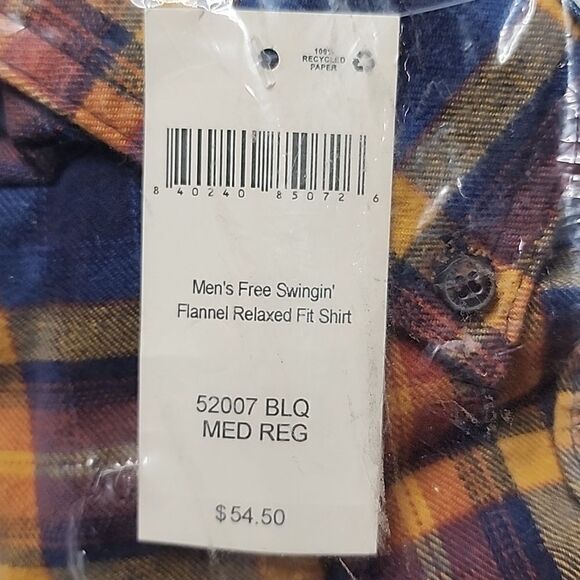 100%
RECYCLED
PAPER
8 40240 85072 6
Men's Free Swingin'
Flannel Relaxed Fit Shirt
52007 BLQ
MED REG
$54.50